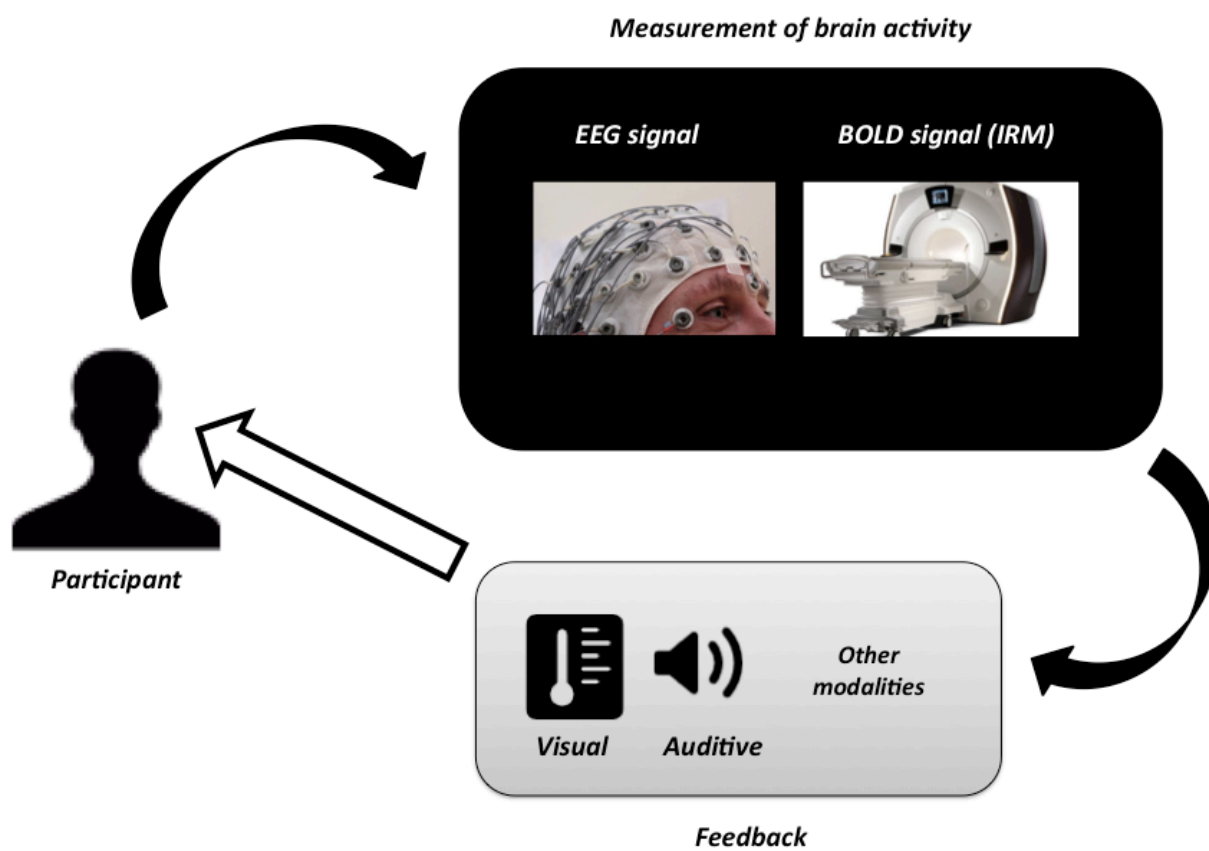 Measurement of brain activity
EEG signal
BOLD signal (IRM)
Participant
Other
modalities
Visual
Auditive
Feedback